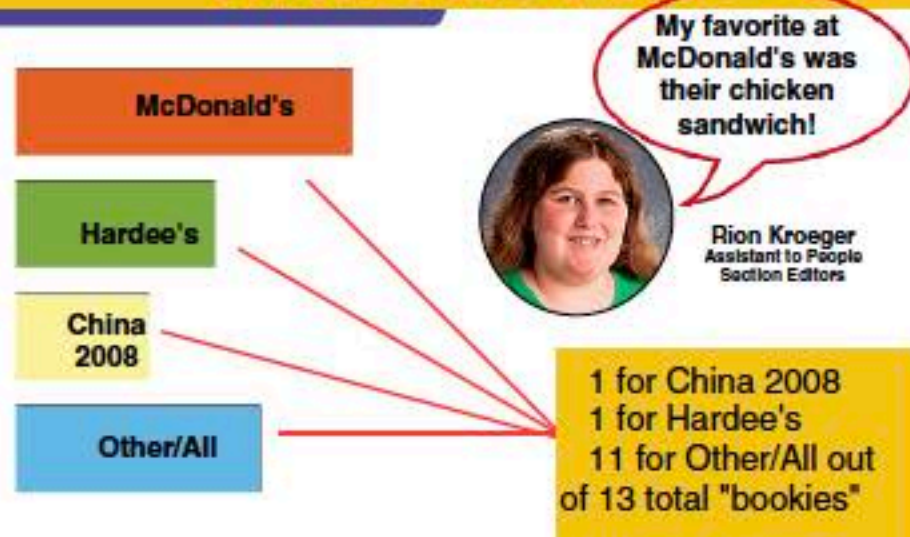 McDonald's
Hardee's
China
2008
Other/All
My favorite at
McDonald's was
their chicken
sandwich!
Rion Kroeger
Assistant to People
Section Editors
1 for China 2008
1 for Hardee's
11 for Other/All out
of 13 total "bookies"